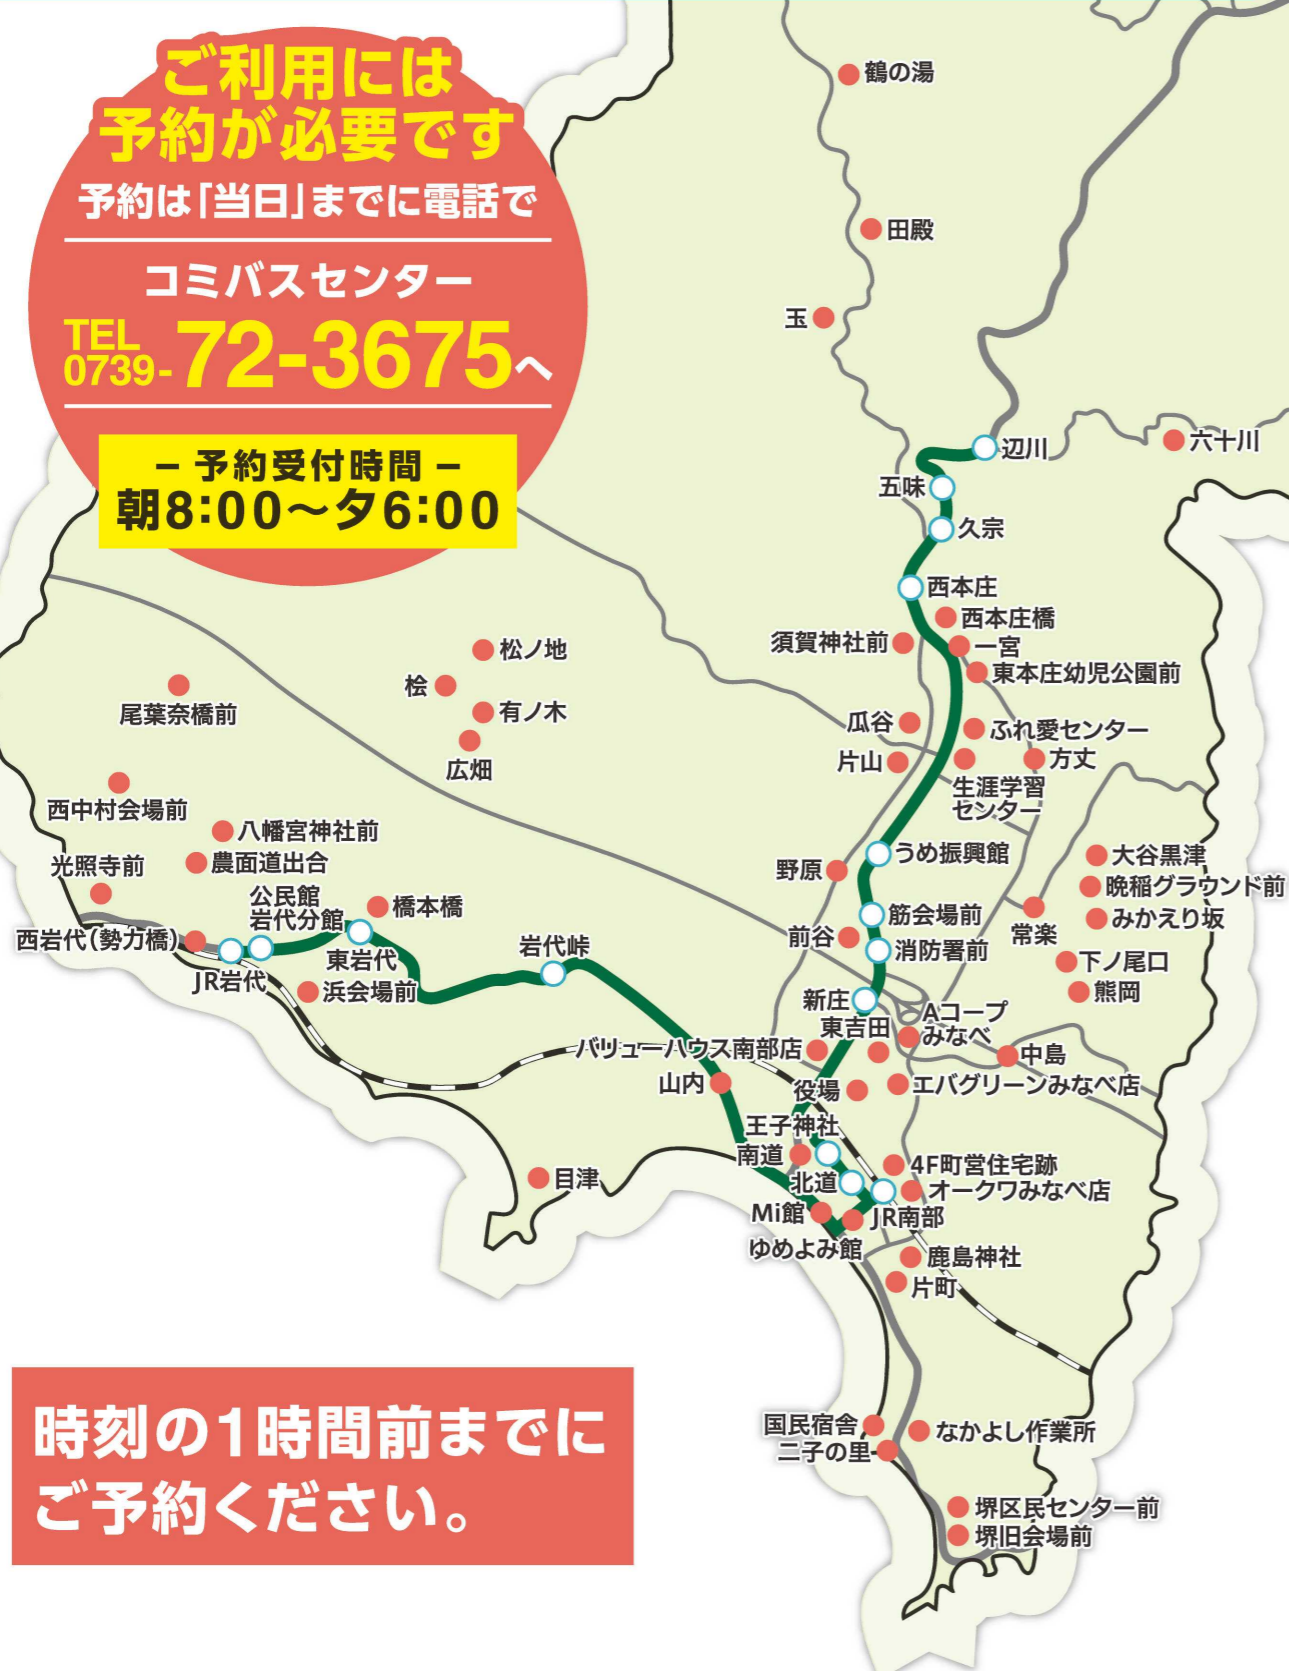 ご利用には
予約が必要です
予約は「当日」までに電話で
コミバスセンター
TEL
0739-72-3675へ
− 予約受付時間 −
朝8:00〜夕6:00
鶴の湯
田殿
玉
辺川
六十川
五味
久宗
西本庄
西本庄橋
須賀神社前
一宮
東本庄幼児公園前
松ノ地
桧
有ノ木
広畑
尾葉奈橋前
瓜谷
ふれ愛センター
片山
方丈
生涯学習
センター
西中村会場前
八幡宮神社前
農面道出合
光照寺前
うめ振興館
野原
大谷黒津
晩稲グラウンド前
みかえり坂
公民館
岩代分館
橋本橋
筋会場前
常楽
前谷
西岩代(勢力橋)
岩代峠
消防署前
東岩代
下ノ尾口
JR岩代
浜会場前
熊岡
新庄
Aコープ
みなべ
東吉田
バリューハウス南部店
中島
山内
役場
エバグリーンみなべ店
王子神社
南道
4F町営住宅跡
目津
北道
オークワみなべ店
Mi館
JR南部
ゆめよみ館
鹿島神社
片町
国民宿舎
なかよし作業所
二子の里
堺区民センター前
堺旧会場前
時刻の1時間前までに
ご予約ください。